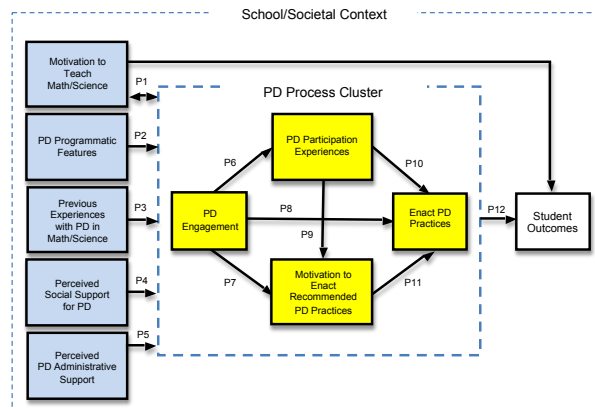 School/Societal Context
Motivation to
Teach
Math/Science
P1
PD Programmatic
Features
P2
Previous
Experiences
with PD in
Math/Science
P3
Perceived
Social Support
for PD
P4
Perceived
PD Administrative
Support
P5
PD Process Cluster
PD Participation
Experiences
P6
P10
PD
Engagement
P8
P9
Enact PD
Practices
P7
Motivation to
Enact
Recommended
PD Practices
P11
P12
Student
Outcomes